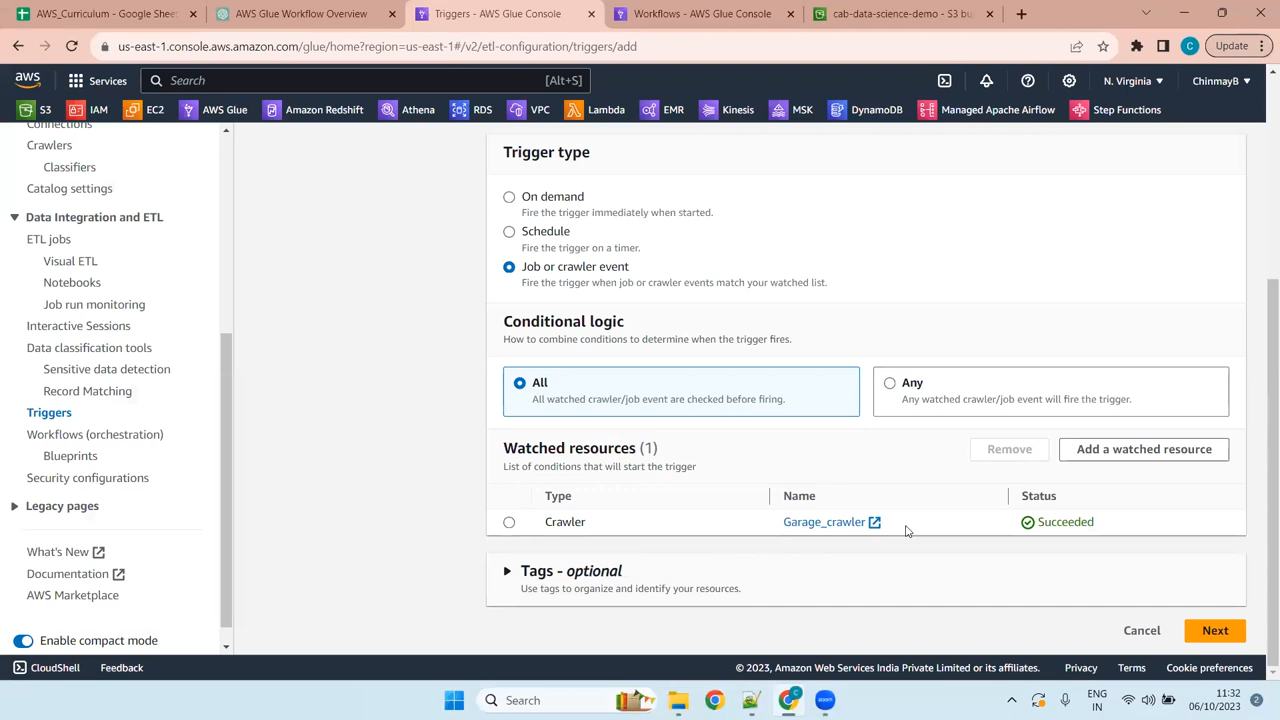 AWS_Curriculum - Google Sheet
AWS Glue Workflow Overview
Triggers - AWS Glue Console
Workflows - AWS Glue Console
cab-data-science-demo - S3 bu
us-east-1.console.aws.amazon.com/glue/home?region=us-east-1#/v2/etl-configuration/triggers/add
C
Update
aws
Services
Search
[Alt+S]
N. Virginia
ChinmayB
S3
IAM
EC2
AWS Glue
Amazon Redshift
Athena
RDS
VPC
Lambda
EMR
Kinesis
MSK
DynamoDB
Managed Apache Airflow
Step Functions
Connections
Crawlers
Classifiers
Catalog settings
Data Integration and ETL
ETL jobs
Visual ETL
Notebooks
Job run monitoring
Interactive Sessions
Data classification tools
Sensitive data detection
Record Matching
Triggers
Workflows (orchestration)
Blueprints
Security configurations
Legacy pages
What's New
Documentation
AWS Marketplace
Enable compact mode
Trigger type
On demand
Fire the trigger immediately when started.
Schedule
Fire the trigger on a timer.
Job or crawler event
Fire the trigger when job or crawler events match your watched list.
Conditional logic
How to combine conditions to determine when the trigger fires.
All
All watched crawler/job event are checked before firing.
Any
Any watched crawler/job event will fire the trigger.
Watched resources (1)
List of conditions that will start the trigger
Remove
Add a watched resource
Type
Name
Status
Crawler
Garage_crawler
Succeeded
Tags - optional
Use tags to organize and identify your resources.
Cancel
Next
CloudShell
Feedback
© 2023, Amazon Web Services India Private Limited or its affiliates.
Privacy
Terms
Cookie preferences
Search
C
zoom
ENG
IN
11:32
06/10/2023
2